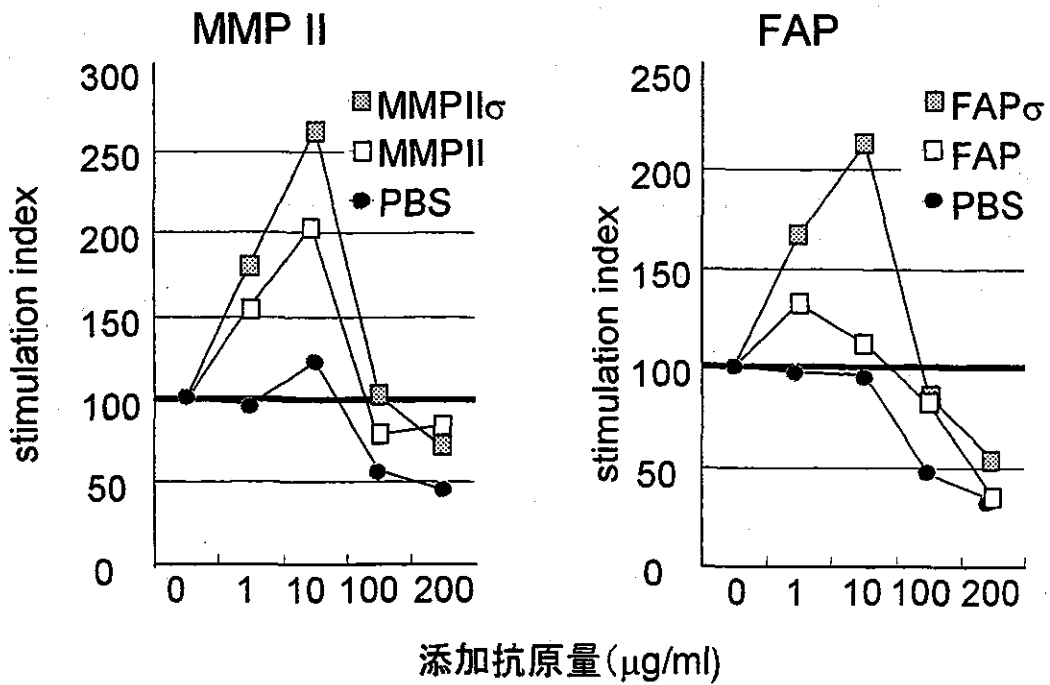 MMP II
300
250
200
150
100
50
0
stimulation index
MMPIIσ
MMPII
PBS
0 1 10 100 200
FAP
250
200
150
100
50
0
stimulation index
FAPσ
FAP
PBS
0 1 10 100 200
添加抗原量(μg/ml)